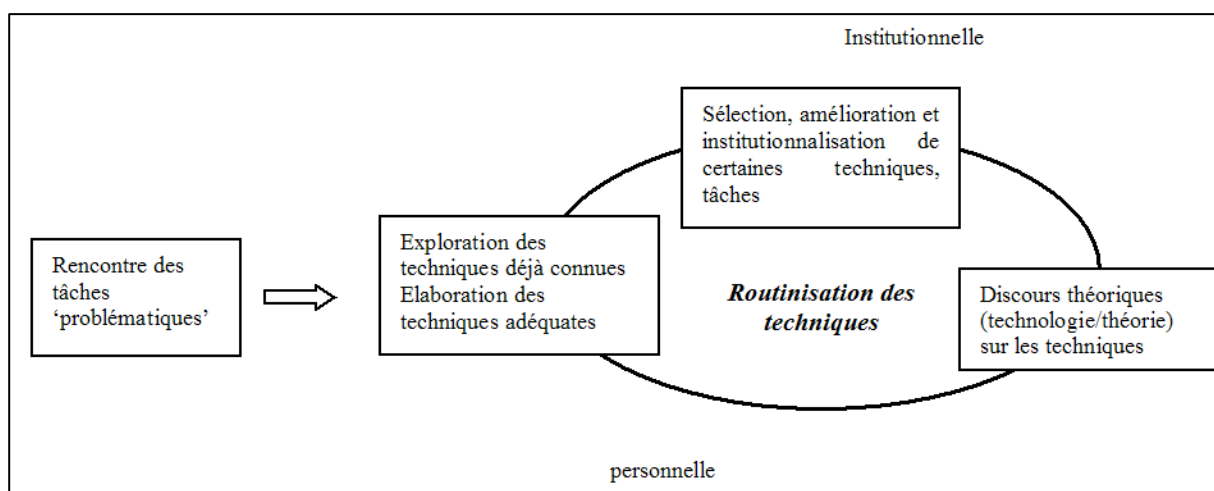 Institutionnelle
Sélection, amélioration et
institutionnalisation de
certaines techniques,
tâches
Rencontre des
tâches
‘problématiques’
Exploration des
techniques déjà connues
Elaboration des
techniques adéquates
Routinisation des
techniques
Discours théoriques
(technologie/théorie)
sur les techniques
personnelle